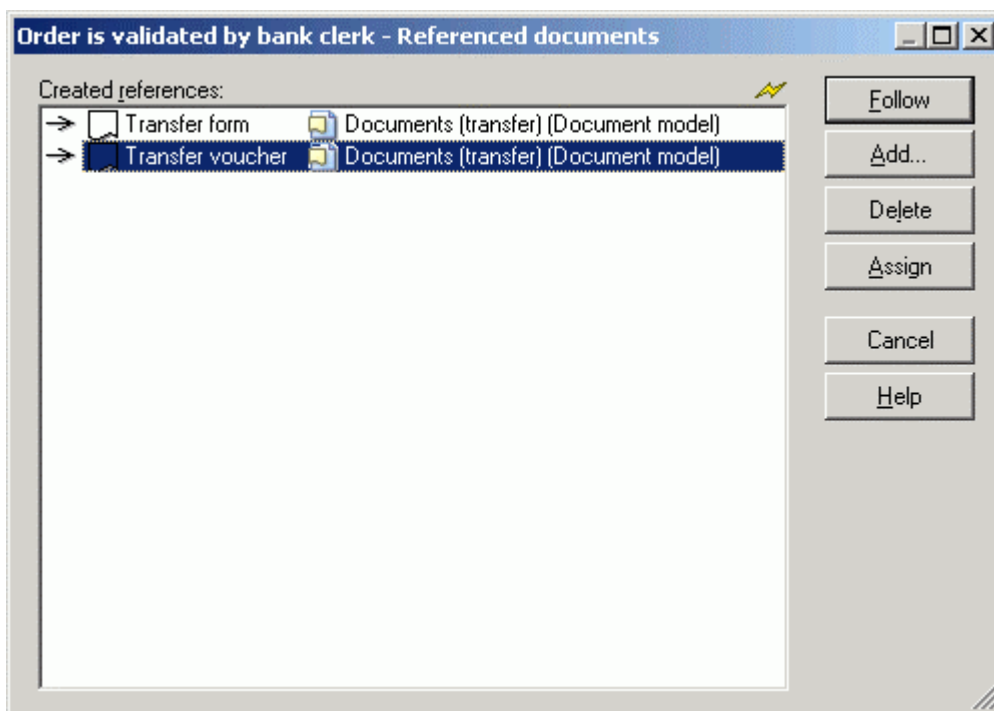 Order is validated by bank clerk - Referenced documents
Created references:
Transfer form Documents (transfer) (Document model)
Transfer voucher Documents (transfer) (Document model)
Follow
Add...
Delete
Assign
Cancel
Help